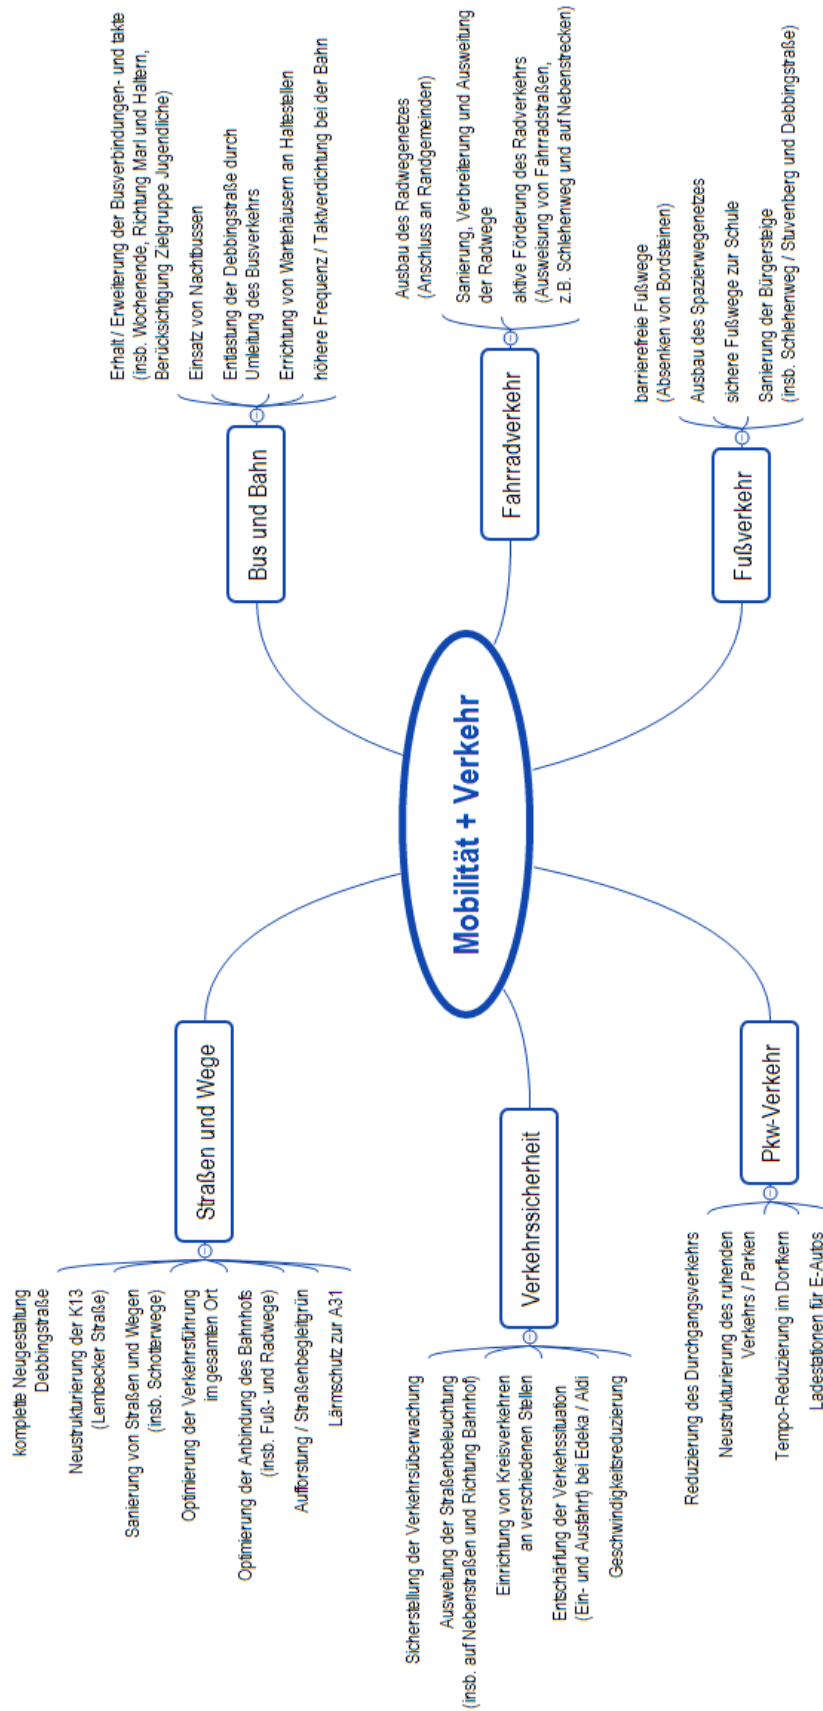 Mobilität + Verkehr
Bus und Bahn
Erhalt / Erweiterung der Busverbindungen- und takte
(insb. Wochenende, Richtung Marl und Haltern,
Berücksichtigung Zielgruppe Jugendliche)
Einsatz von Nachtbussen
Entlastung der Debbingstraße durch
Umleitung des Busverkehrs
Errichtung von Wartehäusern an Haltestellen
höhere Frequenz / Taktverdichtung bei der Bahn
Fahrradverkehr
Ausbau des Radwegenetzes
(Anschluss an Randgemeinden)
Sanierung, Verbreiterung und Ausweitung
der Radwege
aktive Förderung des Radverkehrs
(Ausweisung von Fahrradstraßen,
z.B. Schlehenweg und auf Nebenstrecken)
Fußverkehr
barrierefreie Fußwege
(Absenken von Bordsteinen)
Ausbau des Spazierwegenetzes
sichere Fußwege zur Schule
Sanierung der Bürgersteige
(insb. Schlehenweg / Stuvenberg und Debbingstraße)
Straßen und Wege
komplette Neugestaltung
Debbingstraße
Neustrukturierung der K13
(Lembecker Straße)
Sanierung von Straßen und Wegen
(insb. Schotterwege)
Optimierung der Verkehrsführung
im gesamten Ort
Optimierung der Anbindung des Bahnhofs
(insb. Fuß- und Radwege)
Aufforstung / Straßenbegleitgrün
Lärmschutz zur A31
Verkehrssicherheit
Sicherstellung der Verkehrsüberwachung
Ausweitung der Straßenbeleuchtung
(insb. auf Nebenstraßen und Richtung Bahnhof)
Einrichtung von Kreisverkehren
an verschiedenen Stellen
Entschärfung der Verkehrssituation
(Ein- und Ausfahrt) bei Edeka / Aldi
Geschwindigkeitsreduzierung
Pkw-Verkehr
Reduzierung des Durchgangsverkehrs
Neustrukturierung des ruhenden
Verkehrs / Parken
Tempo-Reduzierung im Dorfkern
Ladestationen für E-Autos